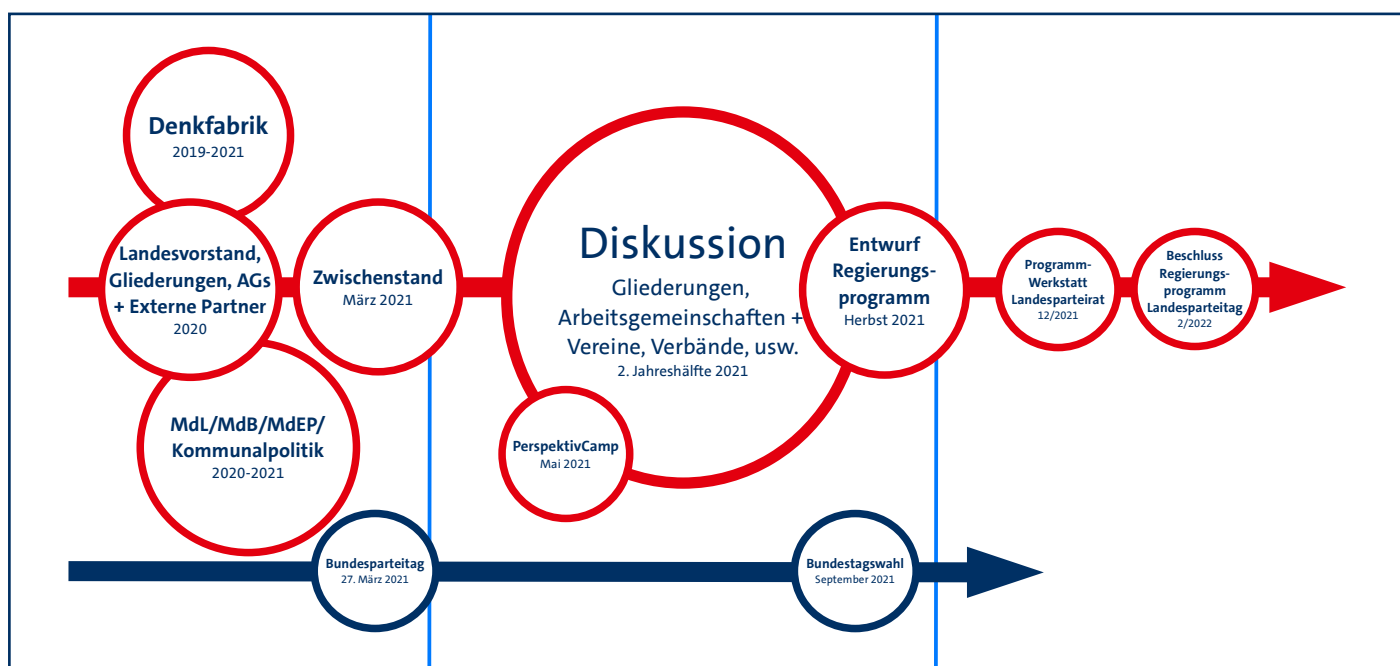 Denkfabrik
2019-2021
Landesvorstand,
Gliederungen, AGs
+ Externe Partner
2020
MdL/MdB/MdEP/
Kommunalpolitik
2020-2021
Zwischenstand
März 2021
Diskussion
Gliederungen,
Arbeitsgemeinschaften +
Vereine, Verbände, usw.
2. Jahreshälfte 2021
PerspektivCamp
Mai 2021
Entwurf
Regierungs-
programm
Herbst 2021
Programm-
Werkstatt
Landesparteirat
12/2021
Beschluss
Regierungs-
programm
Landesparteitag
2/2022
Bundesparteitag
27. März 2021
Bundestagswahl
September 2021